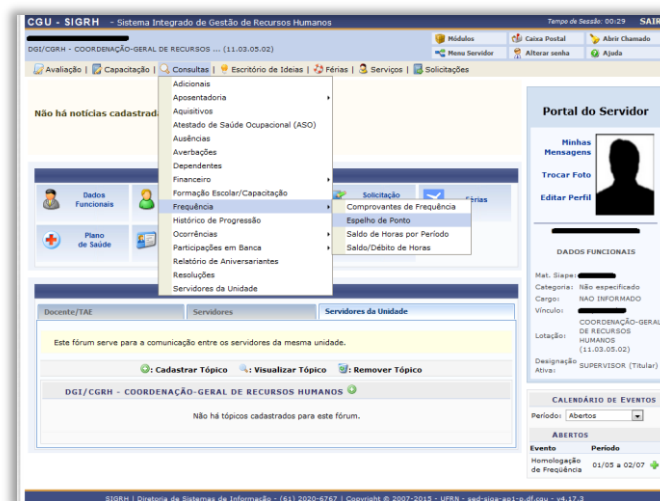 CGU - SIGRH - Sistema Integrado de Gestão de Recursos Humanos
Tempo de Sessão: 00:29 SAIR
DGI/CGRH - COORDENAÇÃO-GERAL DE RECURSOS ... (11.03.05.02)
Módulos Caixa Postal Abrir Chamado
Menu Servidor Alterar senha Ajuda
Avaliação | Capacitação | Consultas | Escritório de Ideias | Férias | Serviços | Solicitações
Adicionais
Aposentadoria
Aquisitivos
Atestado de Saúde Ocupacional (ASO)
Ausências
Averbações
Dependentes
Financeiro
Formação Escolar/Capacitação
Frequência
Histórico de Progressão
Ocorrências
Participações em Banca
Relatório de Aniversariantes
Resoluções
Servidores da Unidade
Comprovantes de Frequência
Espelho de Ponto
Saldo de Horas por Período
Saldo/Débito de Horas
Não há notícias cadastrad
Dados
Funcionais
Solicitação
Férias
Plano
de Saúde
Docente/TAE Servidores Servidores da Unidade
Este fórum serve para a comunicação entre os servidores da mesma unidade.
: Cadastrar Tópico : Visualizar Tópico : Remover Tópico
DGI/CGRH - COORDENAÇÃO-GERAL DE RECURSOS HUMANOS
Não há tópicos cadastrados para este fórum.
Portal do Servidor
Minhas
Mensagens
Trocar Foto
Editar Perfil
DADOS FUNCIONAIS
Mat. Siape:
Categoria: Não especificado
Cargo: NAO INFORMADO
Vínculo:
Lotação: COORDENAÇÃO-GERAL
DE RECURSOS
HUMANOS
(11.03.05.02)
Designação
Ativa: SUPERVISOR (Titular)
CALENDÁRIO DE EVENTOS
Período: Abertos
ABERTOS
Evento Período
Homologação
de Freqüência 01/05 a 02/07
SIGRH | Diretoria de Sistemas de Informação - (61) 2020-6767 | Copyright © 2007-2015 - UFRN - sed-siga-ap1-p.df.cgu - v4.17.3